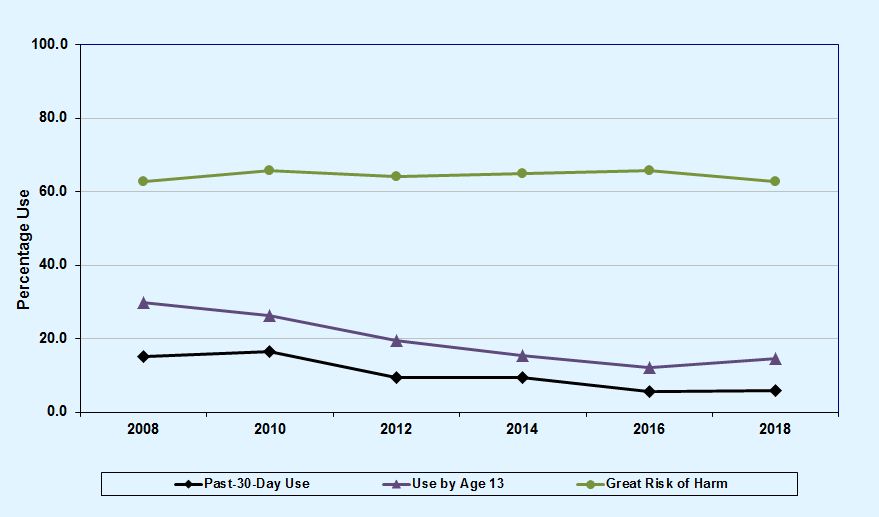 100.0
80.0
60.0
40.0
20.0
0.0
Percentage Use
2008 2010 2012 2014 2016 2018
Past-30-Day Use Use by Age 13 Great Risk of Harm